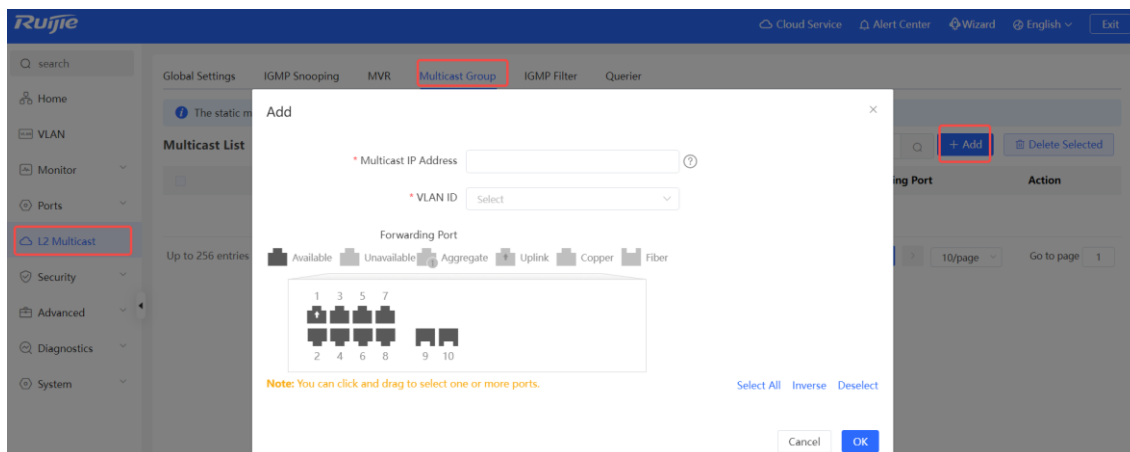 Ruijie
Cloud Service Alert Center Wizard English Exit
search
Home
VLAN
Monitor
Ports
L2 Multicast
Security
Advanced
Diagnostics
System
Global Settings IGMP Snooping MVR Multicast Group IGMP Filter Querier
The static m
Multicast List
+ Add Delete Selected
ing Port Action
Up to 256 entries
10/page Go to page 1
Add
* Multicast IP Address
* VLAN ID Select
Forwarding Port
Available Unavailable Aggregate Uplink Copper Fiber
1 3 5 7
2 4 6 8 9 10
Note: You can click and drag to select one or more ports.
Select All Inverse Deselect
Cancel OK